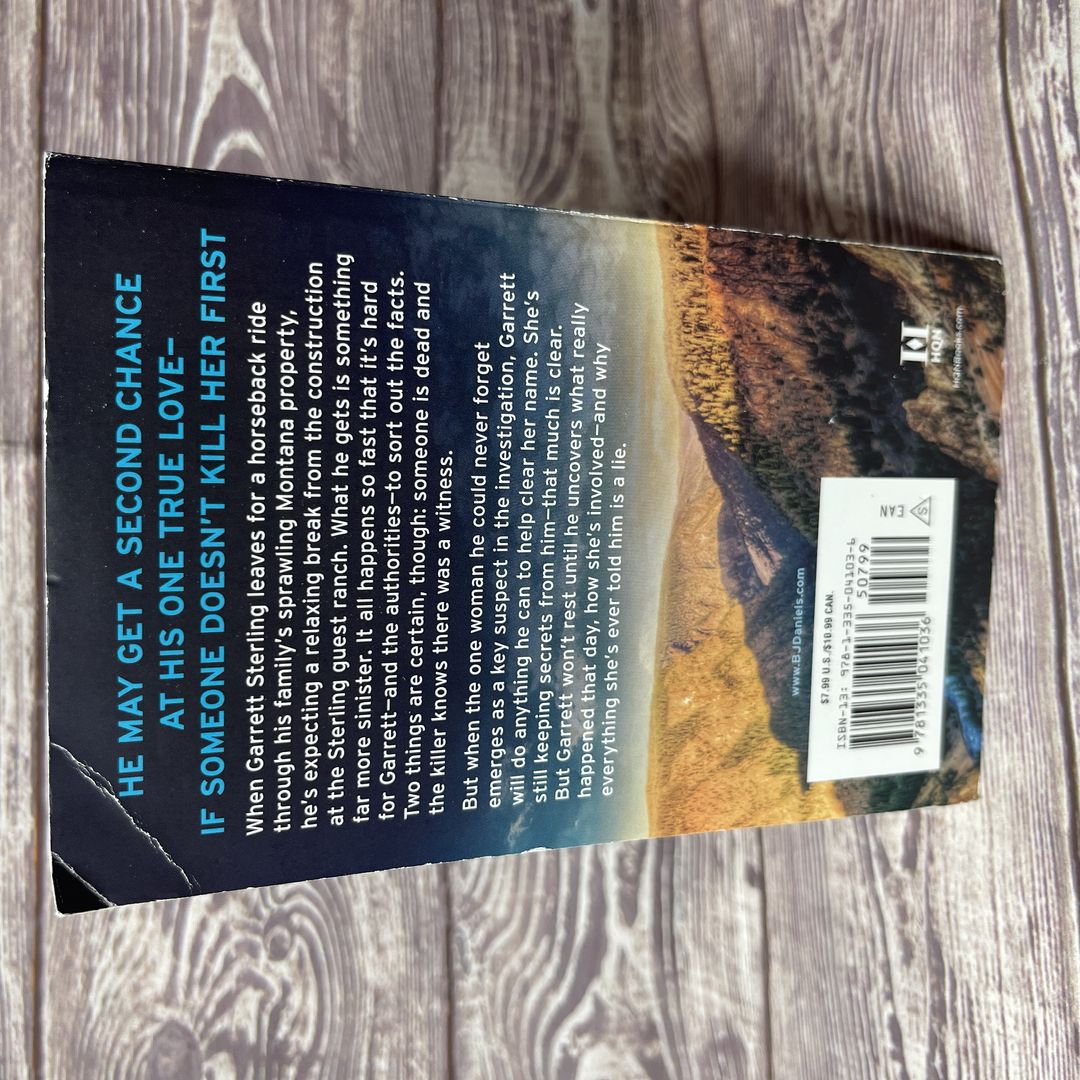 HE MAY GET A SECOND CHANCE
AT HIS ONE TRUE LOVE—
IF SOMEONE DOESN'T KILL HER FIRST
When Garrett Sterling leaves for a horseback ride
through his family's sprawling Montana property,
he's expecting a relaxing break from the construction
at the Sterling guest ranch. What he gets is something
far more sinister. It all happens so fast that it's hard
for Garrett—and the authorities—to sort out the facts.
Two things are certain, though: someone is dead and
the killer knows there was a witness.
But when the one woman he could never forget
emerges as a key suspect in the investigation, Garrett
will do anything he can to help clear her name. She's
still keeping secrets from him—that much is clear.
But Garrett won't rest until he uncovers what really
happened that day, how she's involved—and why
everything she's ever told him is a lie.
www.BJDaniels.com
$7.99 U.S./$10.99 CAN.
ISBN-13: 978-1-335-04103-6
50799
9 781335 041036
S
EAN
HQN
HQNBooks.com